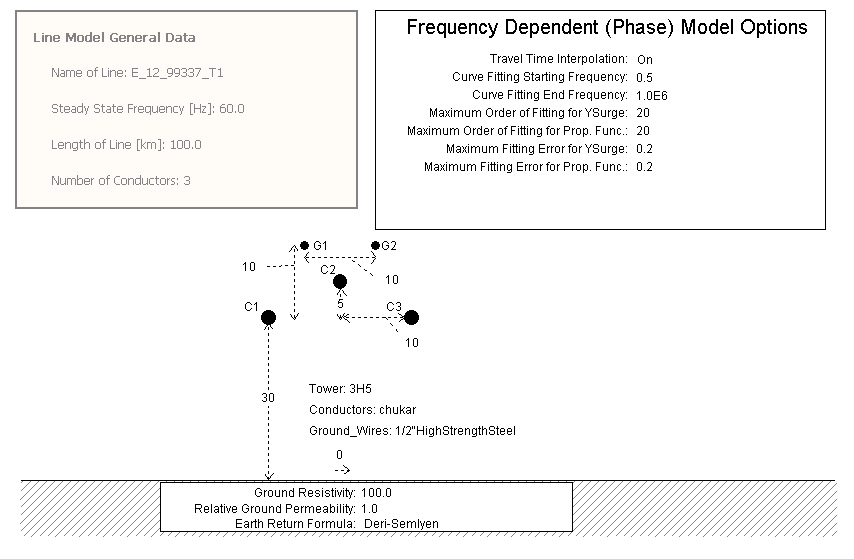 Line Model General Data
Name of Line: E_12_99337_T1
Steady State Frequency [Hz]: 60.0
Length of Line [km]: 100.0
Number of Conductors: 3
Frequency Dependent (Phase) Model Options
Travel Time Interpolation: On
Curve Fitting Starting Frequency: 0.5
Curve Fitting End Frequency: 1.0E6
Maximum Order of Fitting for YSurge: 20
Maximum Order of Fitting for Prop. Func.: 20
Maximum Fitting Error for YSurge: 0.2
Maximum Fitting Error for Prop. Func.: 0.2
G1
G2
10
C2
10
C1
5
C3
10
30
Tower: 3H5
Conductors: chukar
Ground_Wires: 1/2"HighStrengthSteel
0
Ground Resistivity: 100.0
Relative Ground Permeability: 1.0
Earth Return Formula: Deri-Semlyen